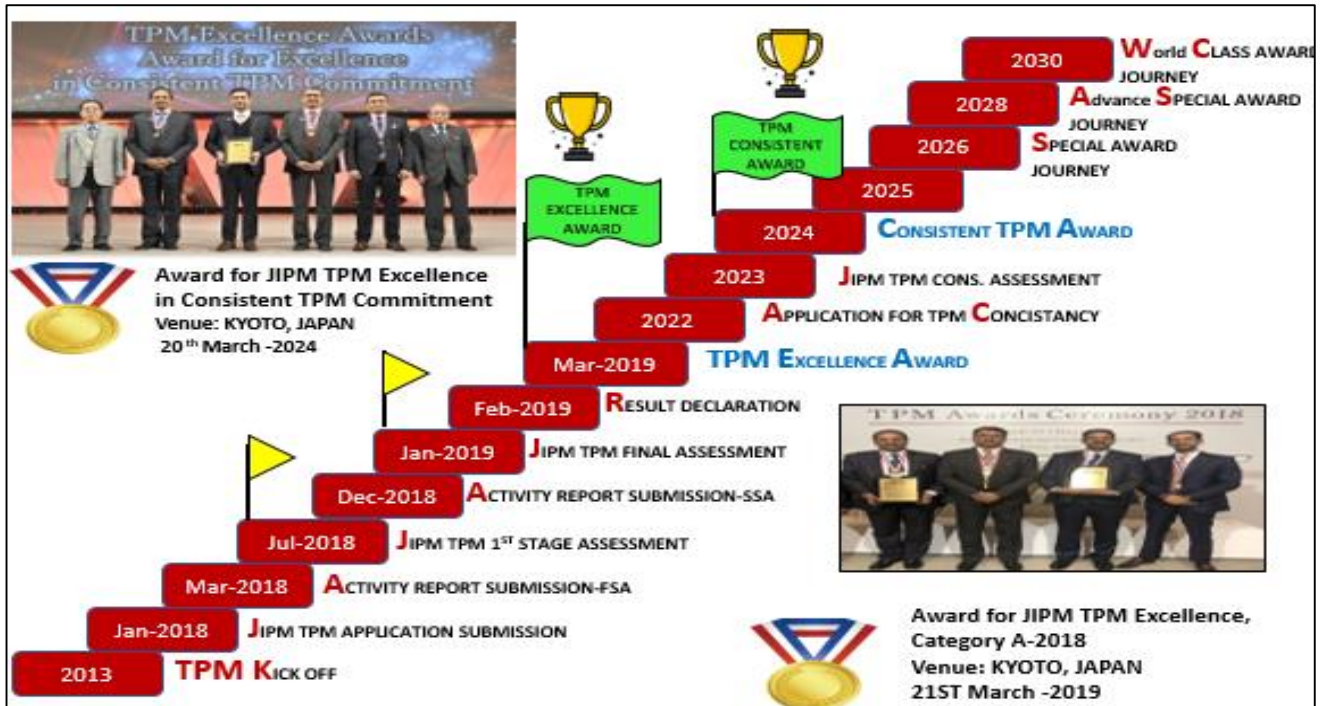 TPM Excellence Awards
Award for Excellence
in Consistent TPM Commitment
Award for JIPM TPM Excellence
in Consistent TPM Commitment
Venue: KYOTO, JAPAN
20th March -2024
TPM
EXCELLENCE
AWARD
TPM
CONSISTENT
AWARD
2030 World CLASS AWARD
JOURNEY
2028 Advance SPECIAL AWARD
JOURNEY
2026 SPECIAL AWARD
JOURNEY
2025
2024 CONSISTENT TPM AWARD
2023 JIPM TPM CONS. ASSESSMENT
2022 APPLICATION FOR TPM CONCISTANCY
Mar-2019 TPM EXCELLENCE AWARD
Feb-2019 RESULT DECLARATION
Jan-2019 JIPM TPM FINAL ASSESSMENT
Dec-2018 ACTIVITY REPORT SUBMISSION-SSA
Jul-2018 JIPM TPM 1ST STAGE ASSESSMENT
Mar-2018 ACTIVITY REPORT SUBMISSION-FSA
Jan-2018 JIPM TPM APPLICATION SUBMISSION
2013 TPM KICK OFF
TPM Awards Ceremony 2018
Award for JIPM TPM Excellence,
Category A-2018
Venue: KYOTO, JAPAN
21ST March -2019